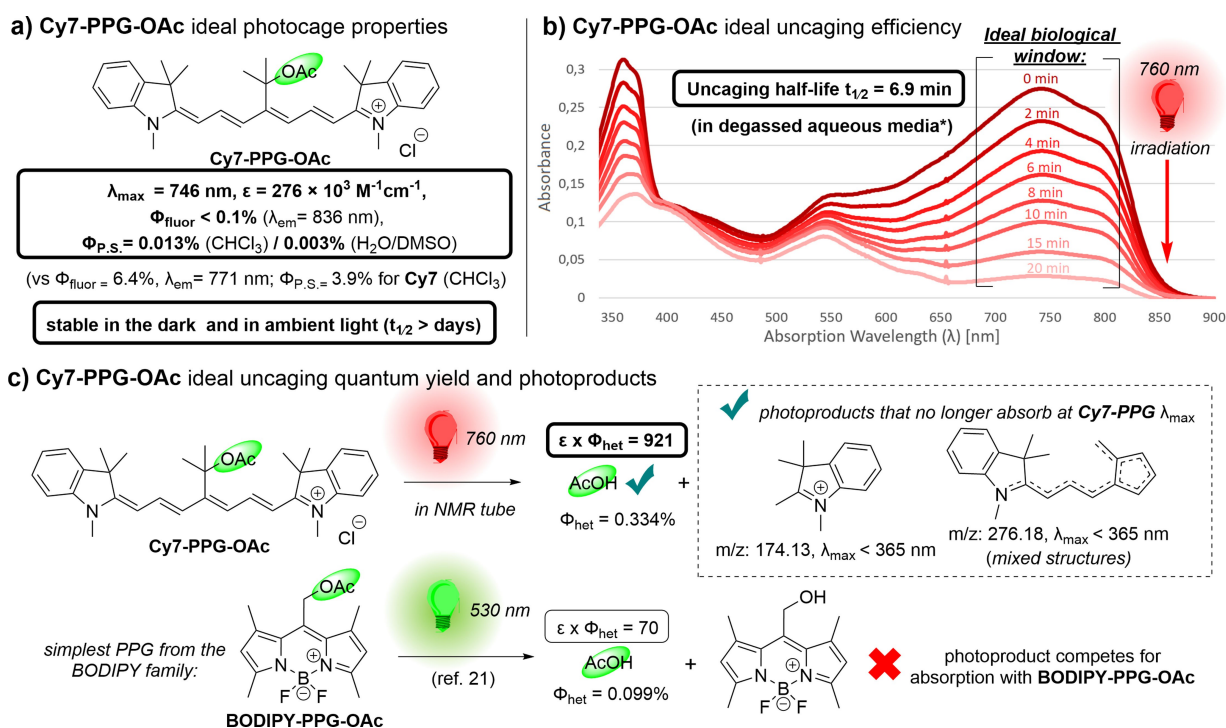 a) Cy7-PPG-OAc ideal photocage properties
OAc
N
N
Cl
Cy7-PPG-OAc
λmax = 746 nm, ε = 276 × 10³ M⁻¹cm⁻¹,
Φfluor < 0.1% (λem = 836 nm),
ΦP.S.= 0.013% (CHCl3) / 0.003% (H2O/DMSO)
(vs Φfluor = 6.4%, λem= 771 nm; ΦP.S.= 3.9% for Cy7 (CHCl3)
stable in the dark and in ambient light (t1/2 > days)
b) Cy7-PPG-OAc ideal uncaging efficiency
Ideal biological
window:
Uncaging half-life t1/2 = 6.9 min
(in degassed aqueous media*)
760 nm
irradiation
0 min
2 min
4 min
6 min
8 min
10 min
15 min
20 min
Absorbance
0,3
0,25
0,2
0,15
0,1
0,05
0
350 400 450 500 550 600 650 700 750 800 850 900
Absorption Wavelength (λ) [nm]
c) Cy7-PPG-OAc ideal uncaging quantum yield and photoproducts
OAc
N
N
Cl
Cy7-PPG-OAc
760 nm
in NMR tube
ε x Φhet = 921
AcOH
+
Φhet = 0.334%
photoproducts that no longer absorb at Cy7-PPG λmax
N
N
m/z: 174.13, λmax < 365 nm
m/z: 276.18, λmax < 365 nm
(mixed structures)
simplest PPG from the
BODIPY family:
OAc
N
N
B
F
F
BODIPY-PPG-OAc
530 nm
(ref. 21)
ε x Φhet = 70
AcOH
+
Φhet = 0.099%
OH
N
N
B
F
F
photoproduct competes for
absorption with BODIPY-PPG-OAc